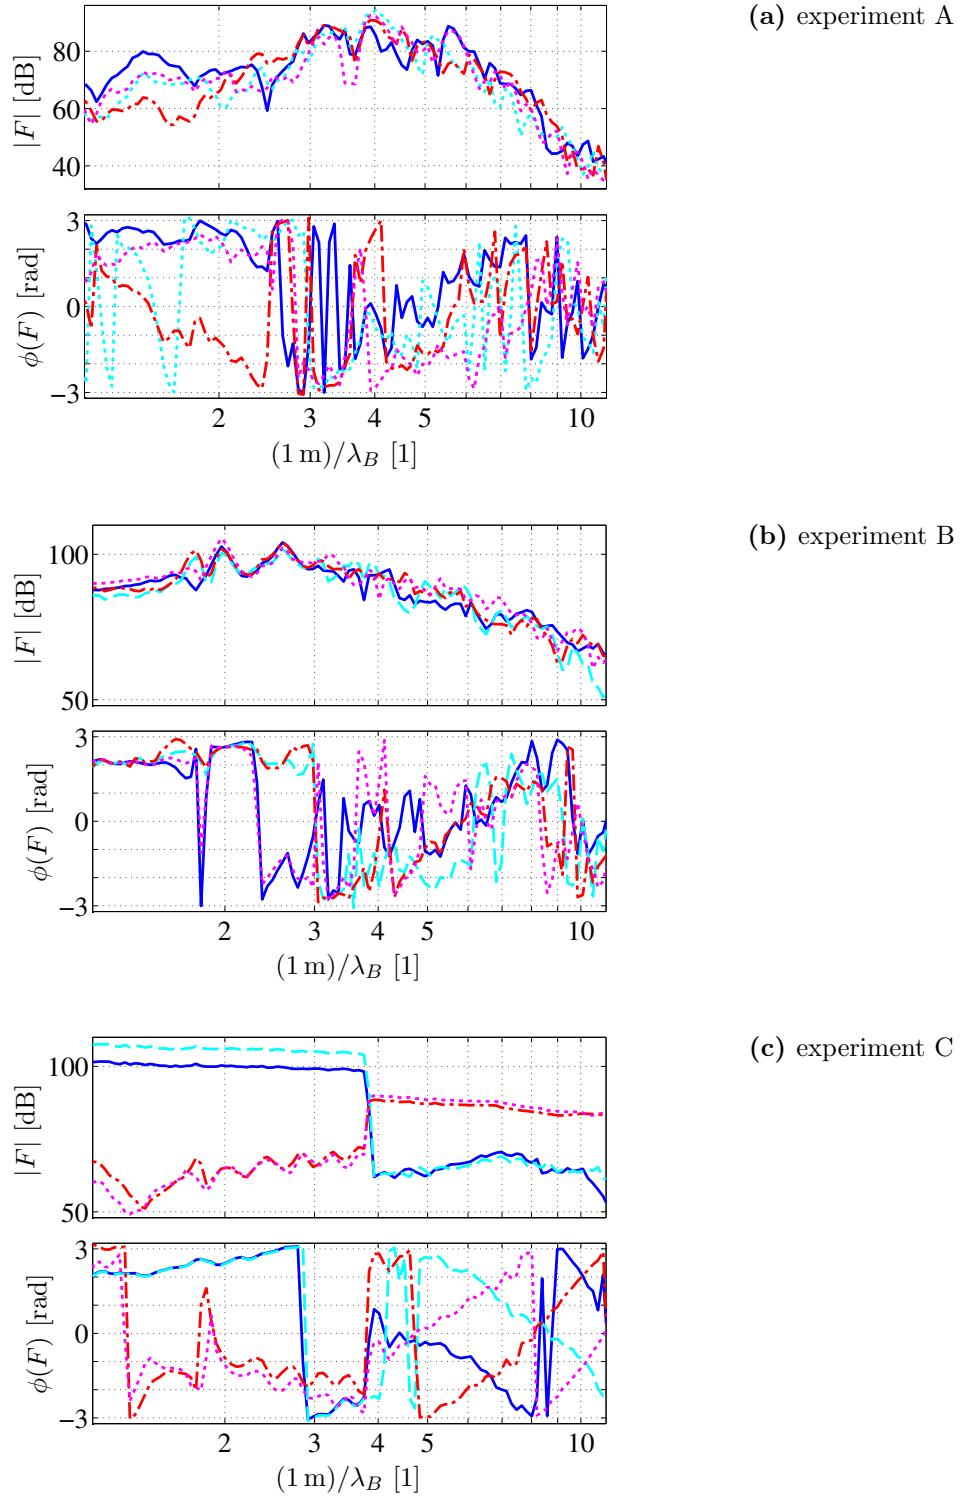 (a) experiment A
|F| [dB]
80
60
40
ϕ(F) [rad]
3
0
−3
2 3 4 5 10
(1 m)/λ_B [1]
(b) experiment B
|F| [dB]
100
50
ϕ(F) [rad]
3
0
−3
2 3 4 5 10
(1 m)/λ_B [1]
(c) experiment C
|F| [dB]
100
50
ϕ(F) [rad]
3
0
−3
2 3 4 5 10
(1 m)/λ_B [1]